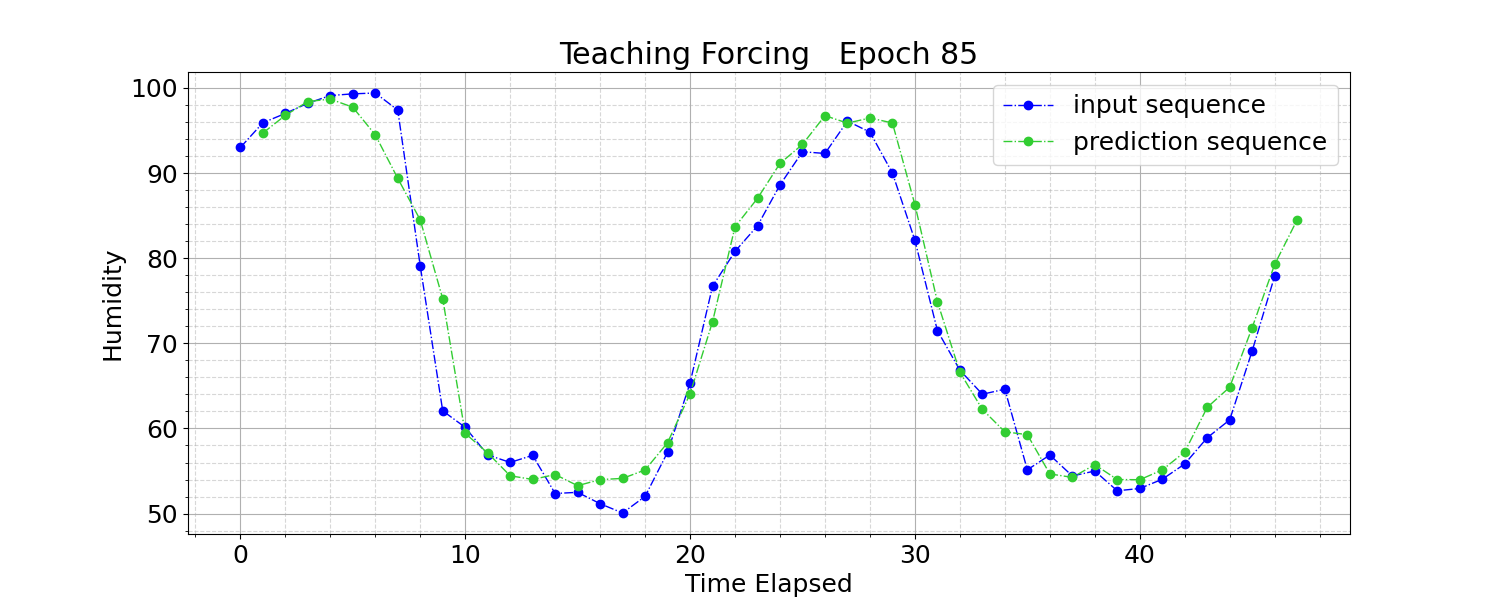 Teaching Forcing   Epoch 85
100
90
80
70
60
50
Humidity
input sequence
prediction sequence
0 10 20 30 40
Time Elapsed